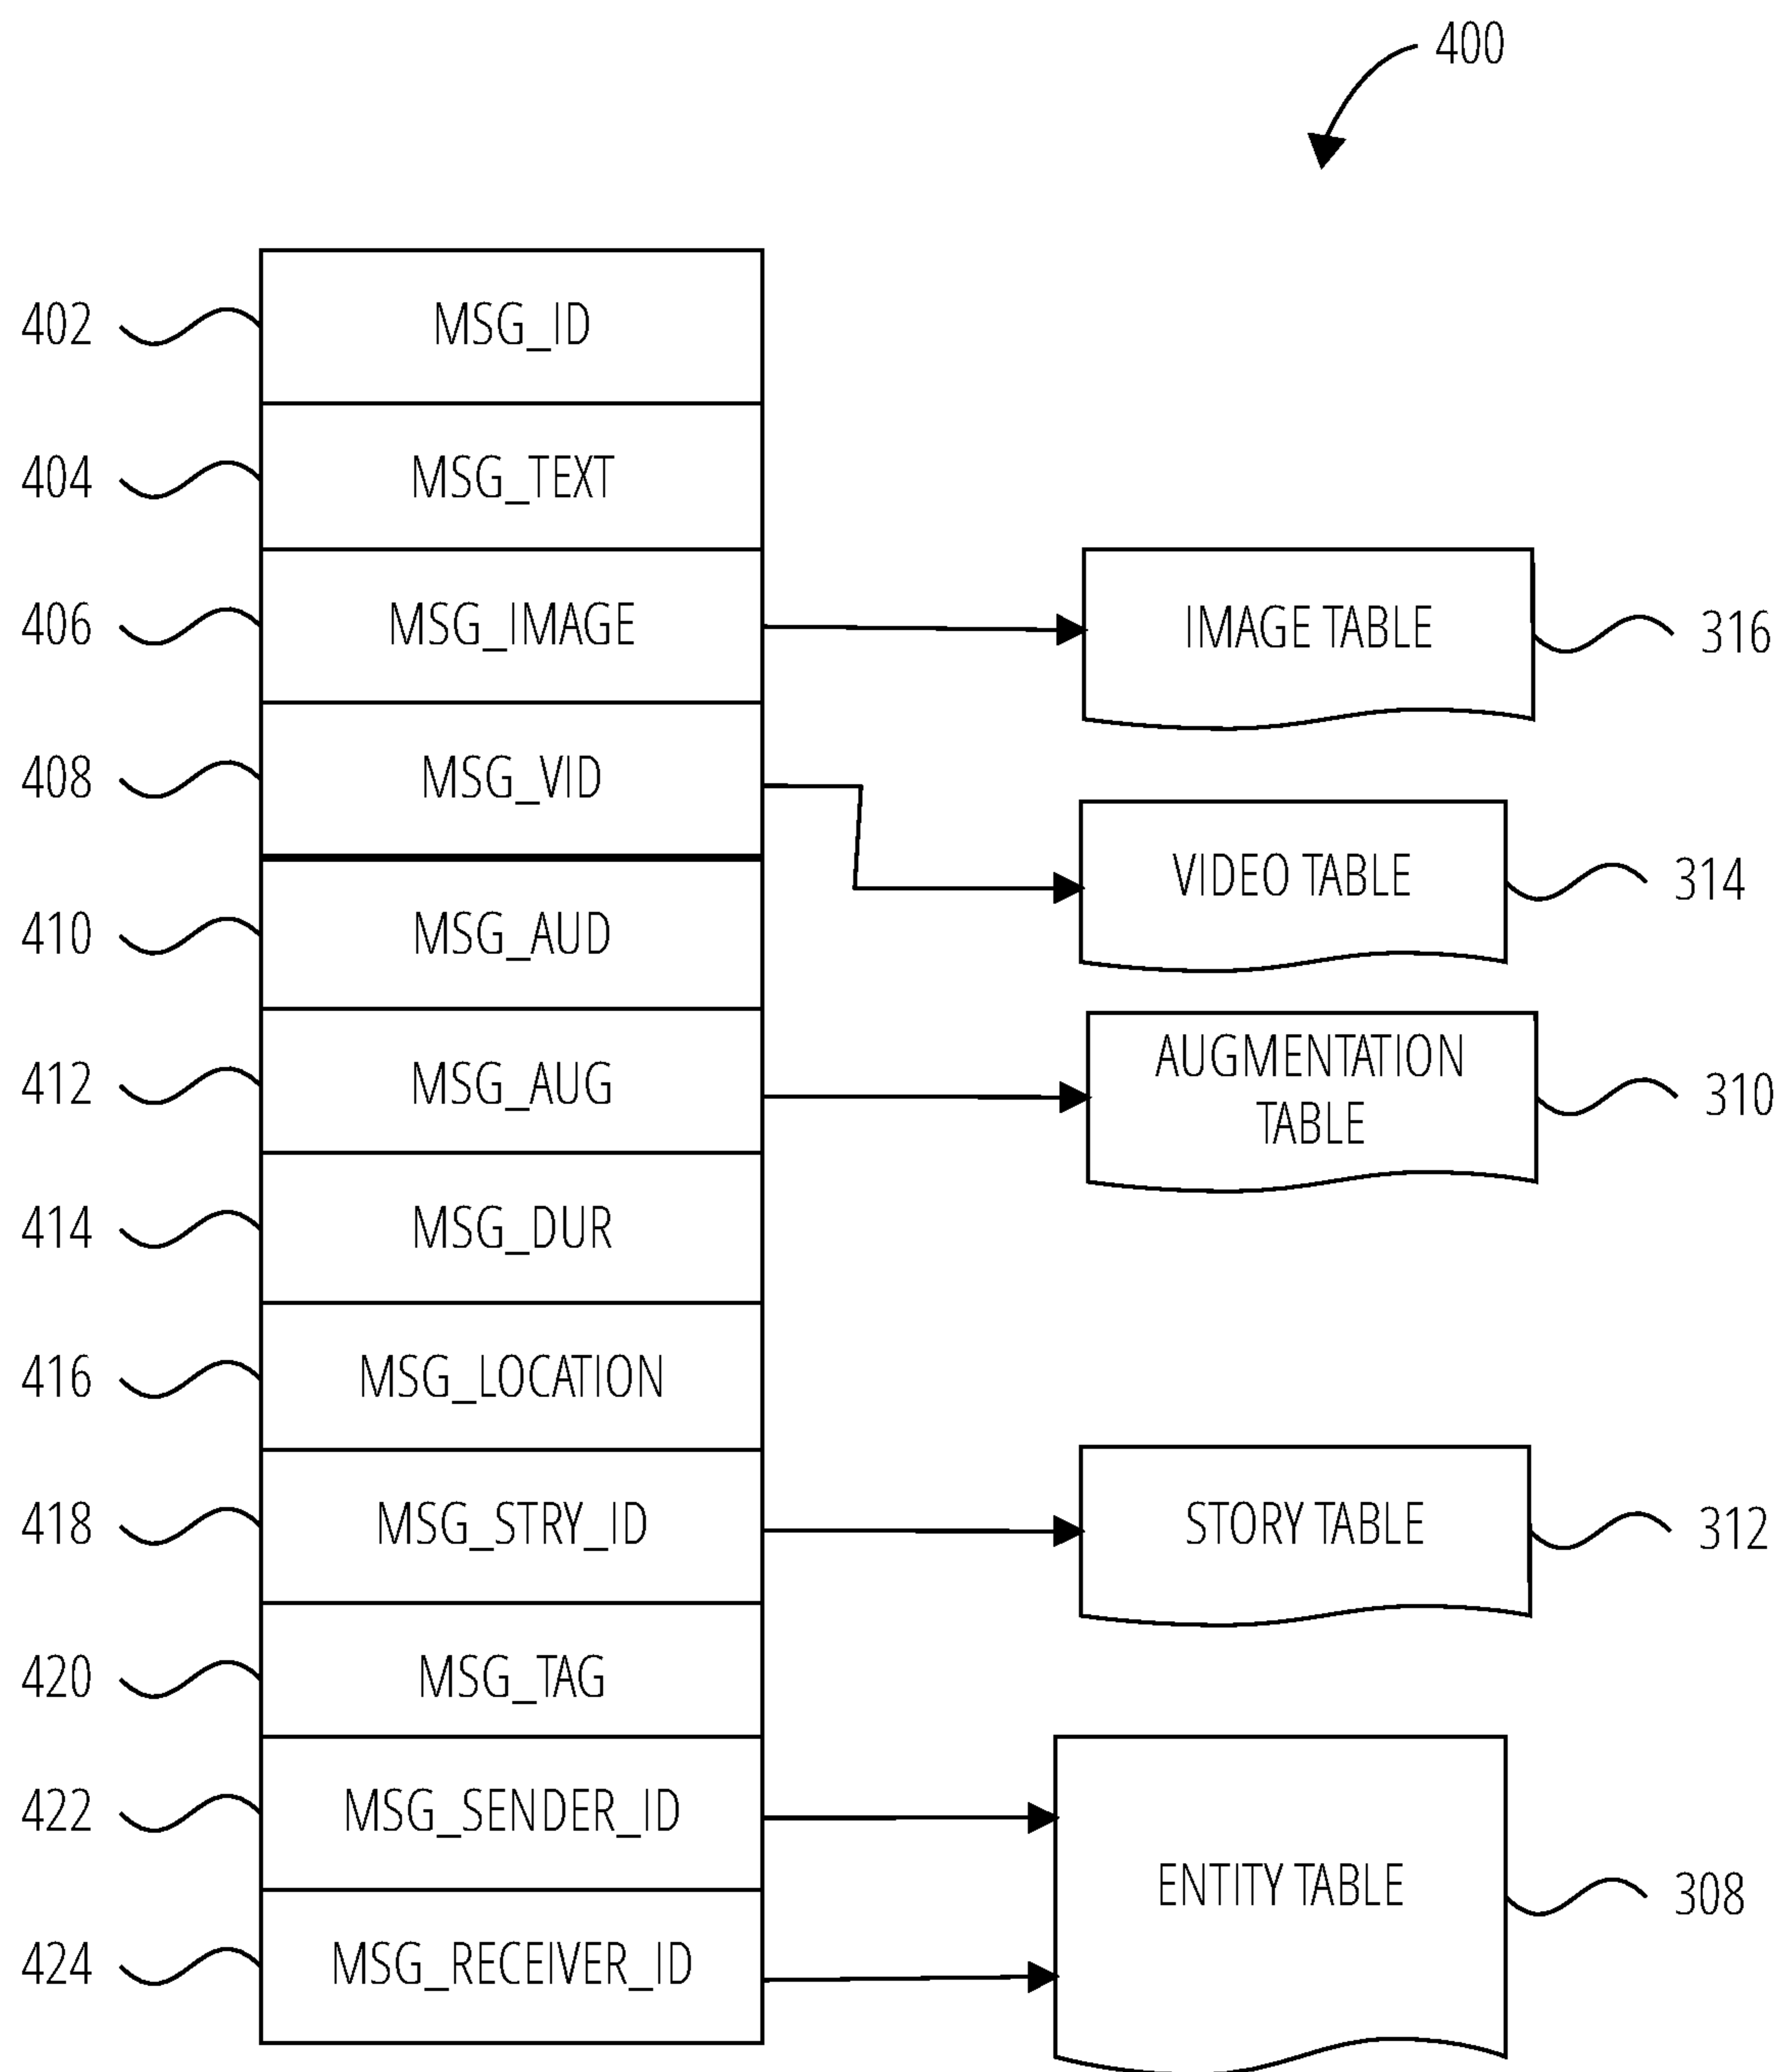 400
402 MSG_ID
404 MSG_TEXT
406 MSG_IMAGE IMAGE TABLE 316
408 MSG_VID VIDEO TABLE 314
410 MSG_AUD
412 MSG_AUG AUGMENTATION
TABLE 310
414 MSG_DUR
416 MSG_LOCATION
418 MSG_STRY_ID STORY TABLE 312
420 MSG_TAG
422 MSG_SENDER_ID
ENTITY TABLE 308
424 MSG_RECEIVER_ID